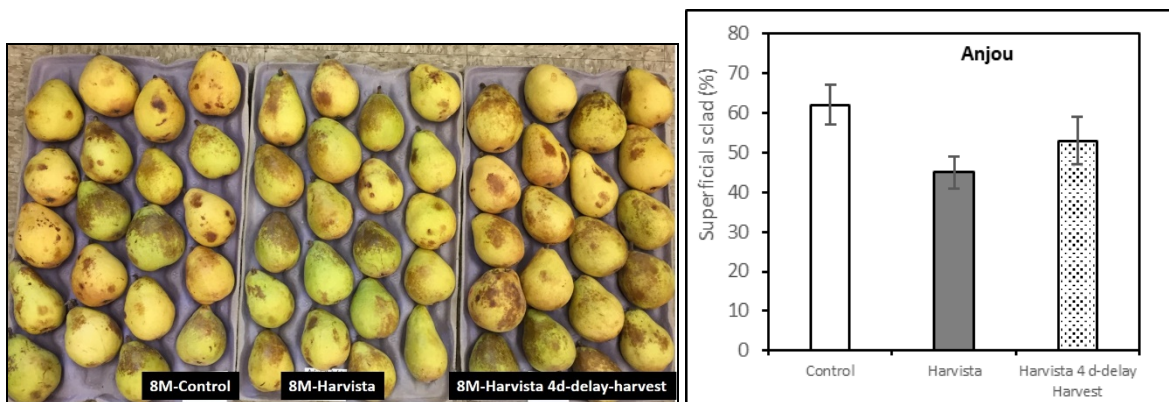 8M-Control
8M-Harvista
8M-Harvista 4d-delay-harvest
Anjou
Superficial sclad (%)
80
70
60
50
40
30
20
10
0
Control
Harvista
Harvista 4 d-delay
Harvest